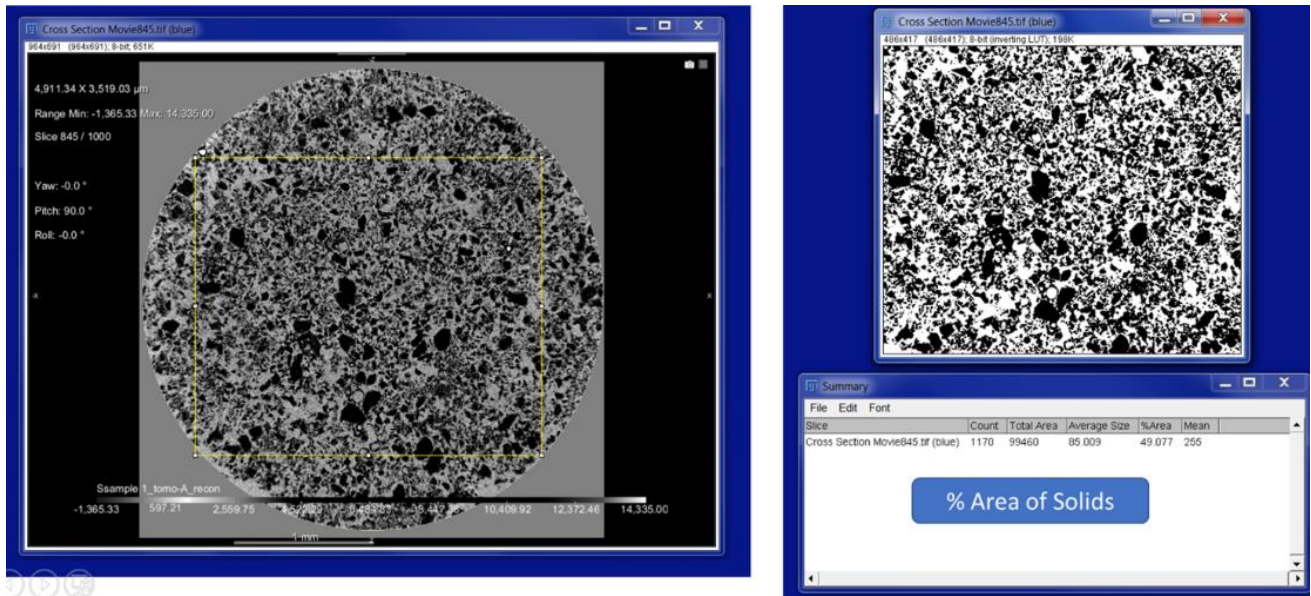 Cross Section Movie845.tif (blue)
964x691 (964x691); 8-bit; 651K
-Z
4,911.34 X 3,519.03 µm
Range Min: -1,365.33 Max: 14,335.00
Slice 845 / 1000
Yaw: -0.0 °
Pitch: 90.0 °
Roll: -0.0 °
-X
X
Ssample 1_tomo-A_recon
-1,365.33 597.21 2,559.75 10,409.92 12,372.46 14,335.00
1 mm
Cross Section Movie845.tif (blue)
486x417 (486x417); 8-bit (inverting LUT); 198K
Summary
File Edit Font
Slice Count Total Area Average Size %Area Mean
Cross Section Movie845.tif (blue) 1170 99460 85.009 49.077 255
% Area of Solids